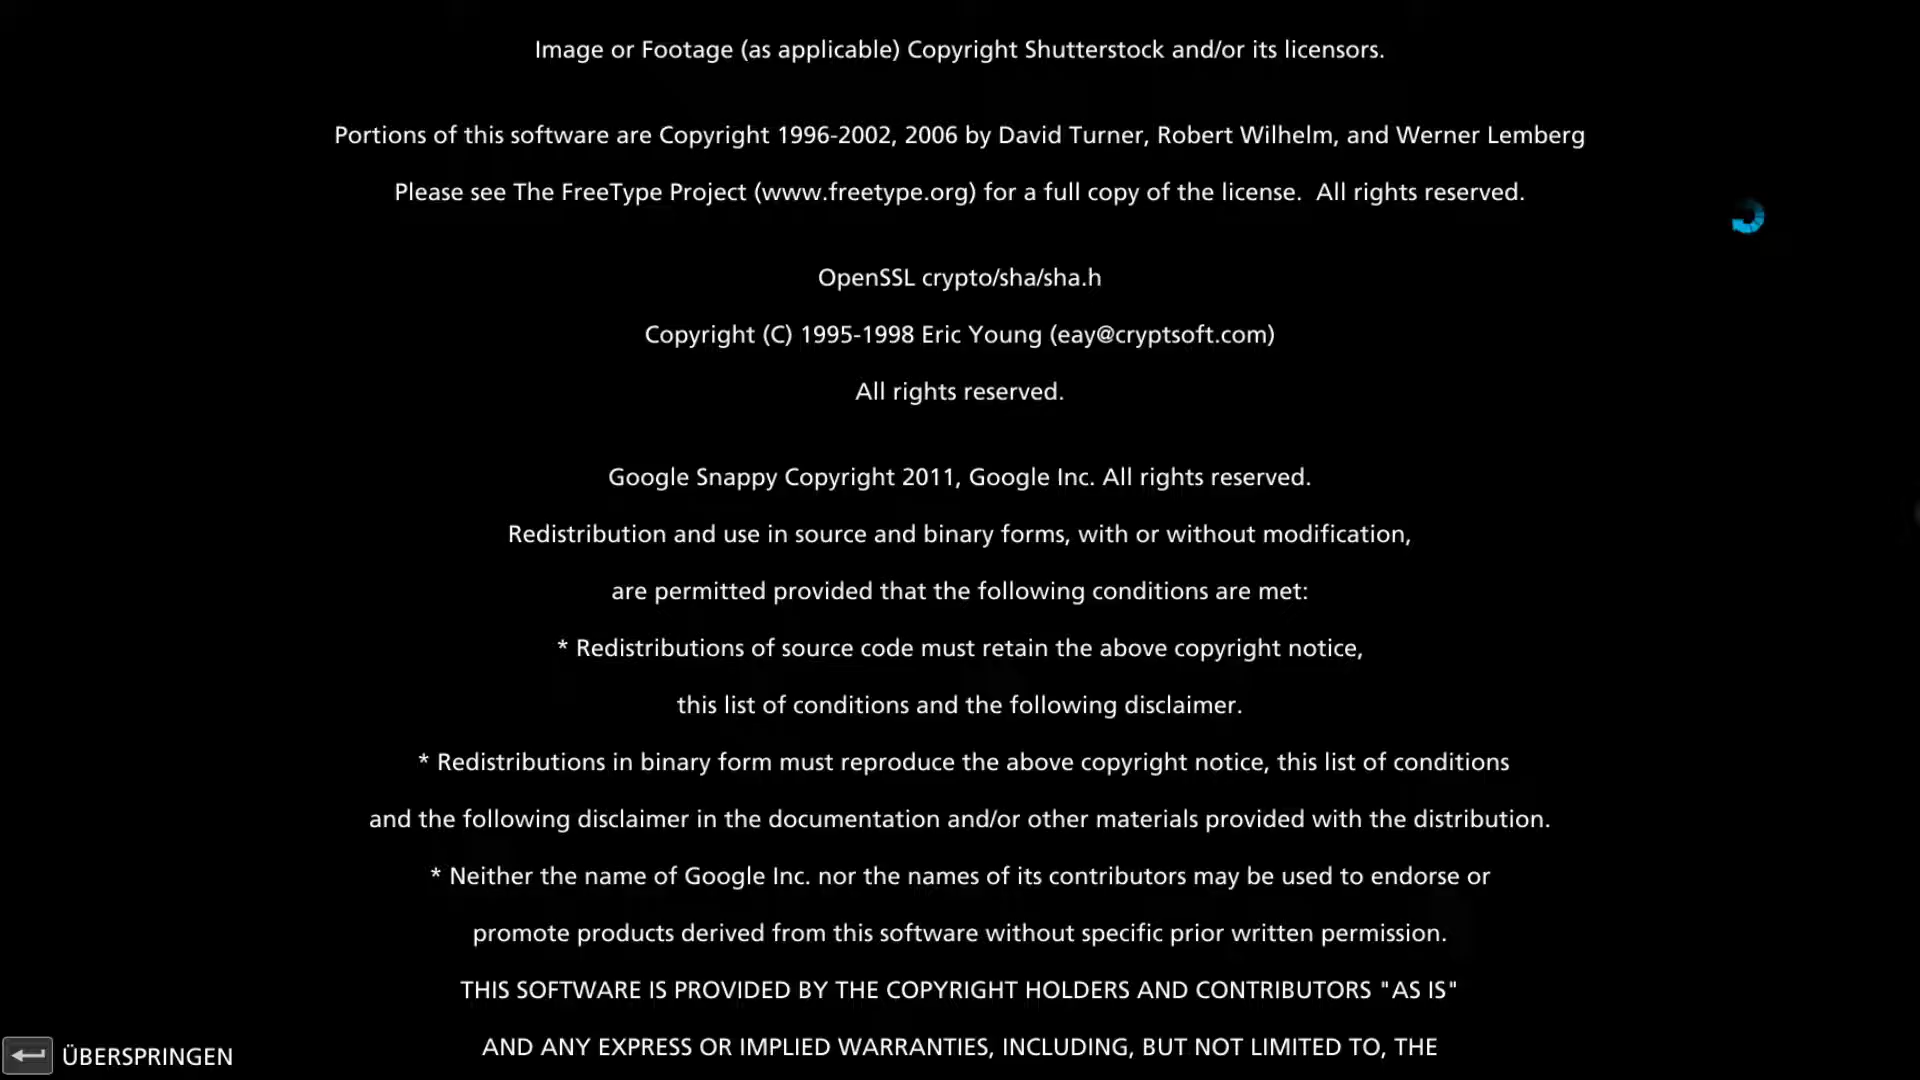 Image or Footage (as applicable) Copyright Shutterstock and/or its licensors.
Portions of this software are Copyright 1996-2002, 2006 by David Turner, Robert Wilhelm, and Werner Lemberg
Please see The FreeType Project (www.freetype.org) for a full copy of the license.  All rights reserved.
OpenSSL crypto/sha/sha.h
Copyright (C) 1995-1998 Eric Young (eay@cryptsoft.com)
All rights reserved.
Google Snappy Copyright 2011, Google Inc. All rights reserved.
Redistribution and use in source and binary forms, with or without modification,
are permitted provided that the following conditions are met:
* Redistributions of source code must retain the above copyright notice,
this list of conditions and the following disclaimer.
* Redistributions in binary form must reproduce the above copyright notice, this list of conditions
and the following disclaimer in the documentation and/or other materials provided with the distribution.
* Neither the name of Google Inc. nor the names of its contributors may be used to endorse or
promote products derived from this software without specific prior written permission.
THIS SOFTWARE IS PROVIDED BY THE COPYRIGHT HOLDERS AND CONTRIBUTORS "AS IS"
AND ANY EXPRESS OR IMPLIED WARRANTIES, INCLUDING, BUT NOT LIMITED TO, THE
ÜBERSPRINGEN